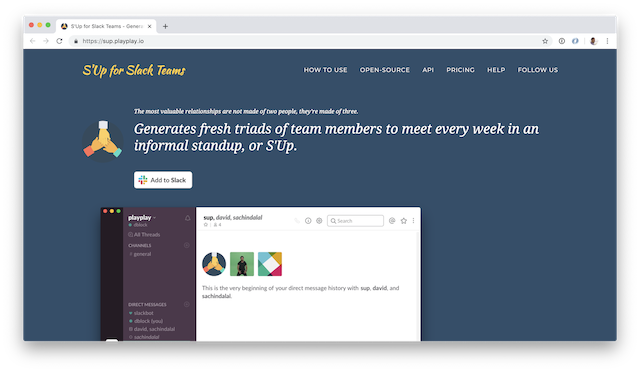 S'Up for Slack Teams - Genera
https://sup.playplay.io
S'Up for Slack Teams
HOW TO USE OPEN-SOURCE API PRICING HELP FOLLOW US
The most valuable relationships are not made of two people, they're made of three.
Generates fresh triads of team members to meet every week in an
informal standup, or S'Up.
Add to Slack
playplay
dblock
All Threads
CHANNELS
general
DIRECT MESSAGES
slackbot
dblock (you)
david, sachindalal
sachindalal
sup, david, sachindalal
4
Search
This is the very beginning of your direct message history with sup, david, and
sachindalal.